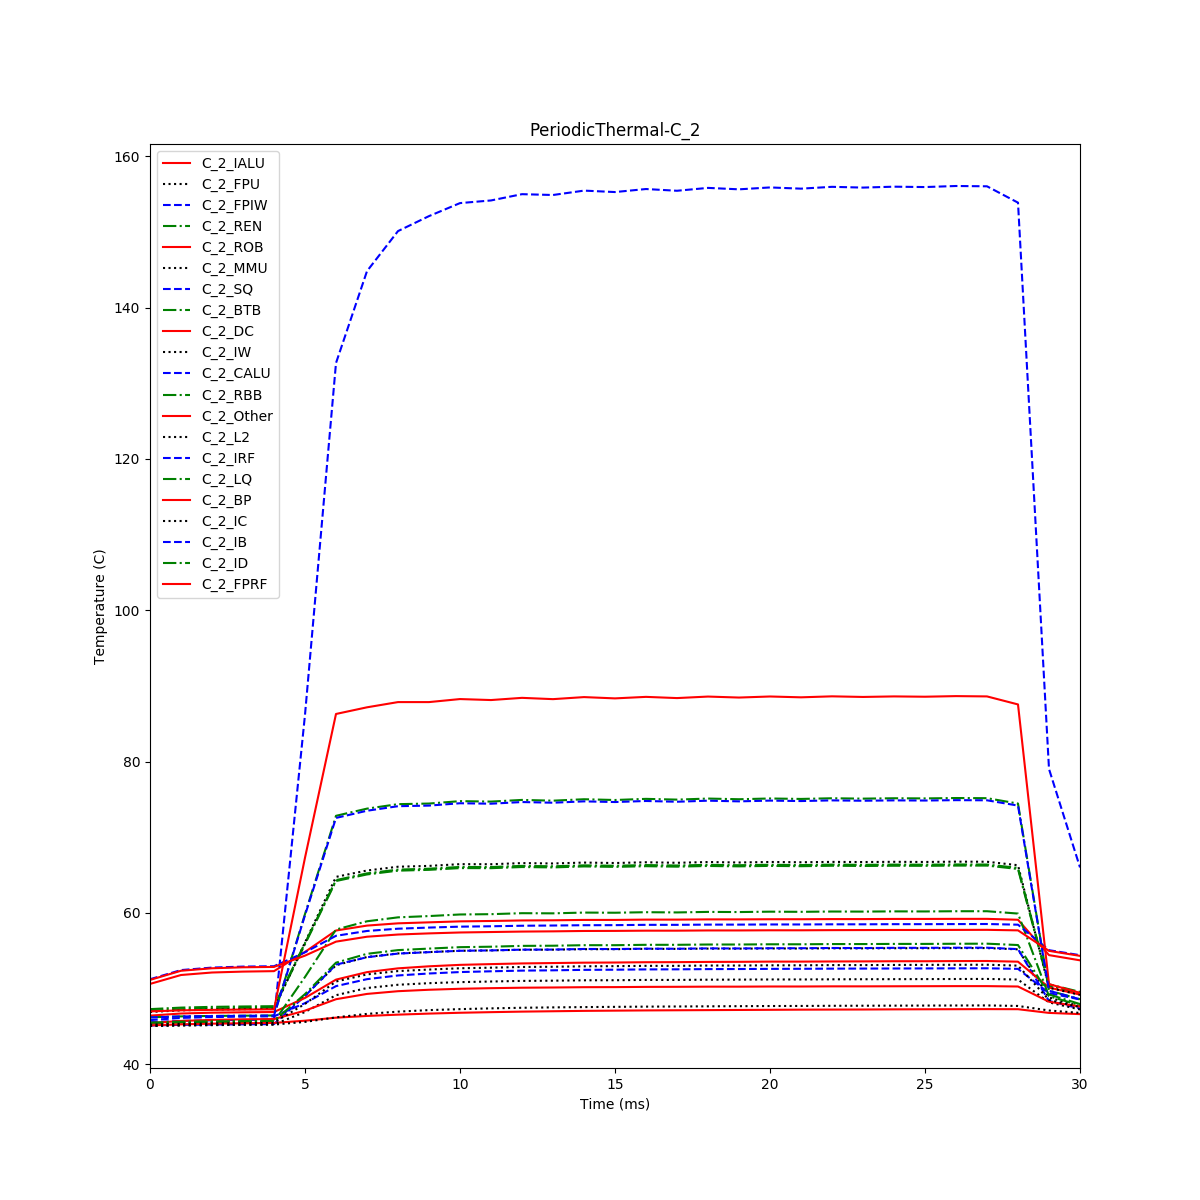 PeriodicThermal-C_2
160
140
120
100
80
60
40
Temperature (C)
C_2_IALU
C_2_FPU
C_2_FPIW
C_2_REN
C_2_ROB
C_2_MMU
C_2_SQ
C_2_BTB
C_2_DC
C_2_IW
C_2_CALU
C_2_RBB
C_2_Other
C_2_L2
C_2_IRF
C_2_LQ
C_2_BP
C_2_IC
C_2_IB
C_2_ID
C_2_FPRF
0 5 10 15 20 25 30
Time (ms)